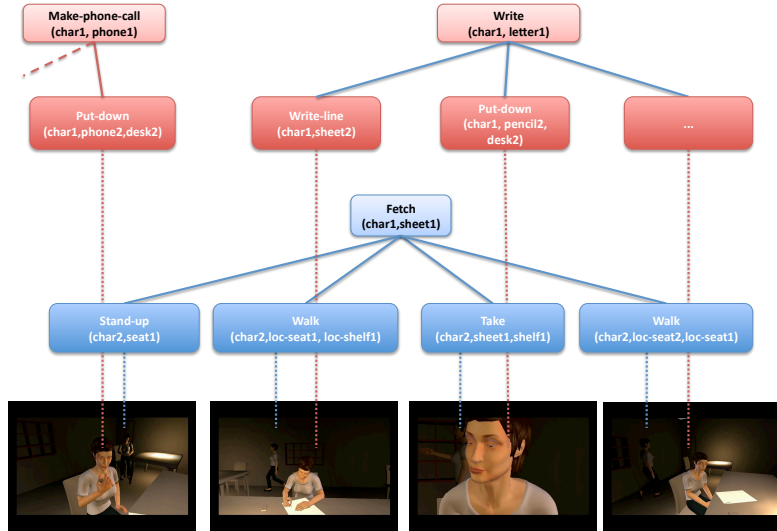 Make-phone-call
(char1, phone1)
Write
(char1, letter1)
Put-down
(char1,phone2,desk2)
Write-line
(char1,sheet2)
Put-down
(char1, pencil2,
desk2)
...
Fetch
(char1,sheet1)
Stand-up
(char2,seat1)
Walk
(char2,loc-seat1, loc-shelf1)
Take
(char2,sheet1,shelf1)
Walk
(char2,loc-seat2,loc-seat1)